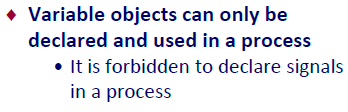 ♦ Variable objects can only be
declared and used in a process
• It is forbidden to declare signals
in a process